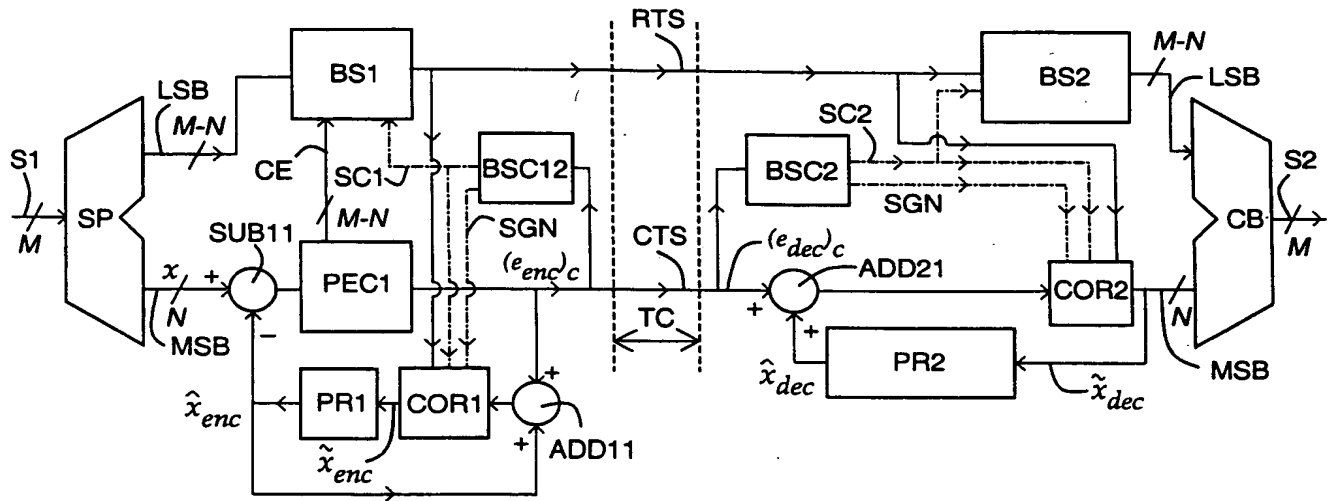 RTS
BS1
BS2
M-N
LSB
LSB
M-N
S1
M
SP
CE
SC1
BSC12
BSC2
SC2
SGN
S2
M
CB
SUB11
M-N
SGN
x
+
N
MSB
−
PEC1
(e_enc)_c
CTS
(e_dec)_c
ADD21
+
+
COR2
N
MSB
TC
x̂_enc
PR1
COR1
x̃_enc
+
+
ADD11
x̂_dec
PR2
x̃_dec